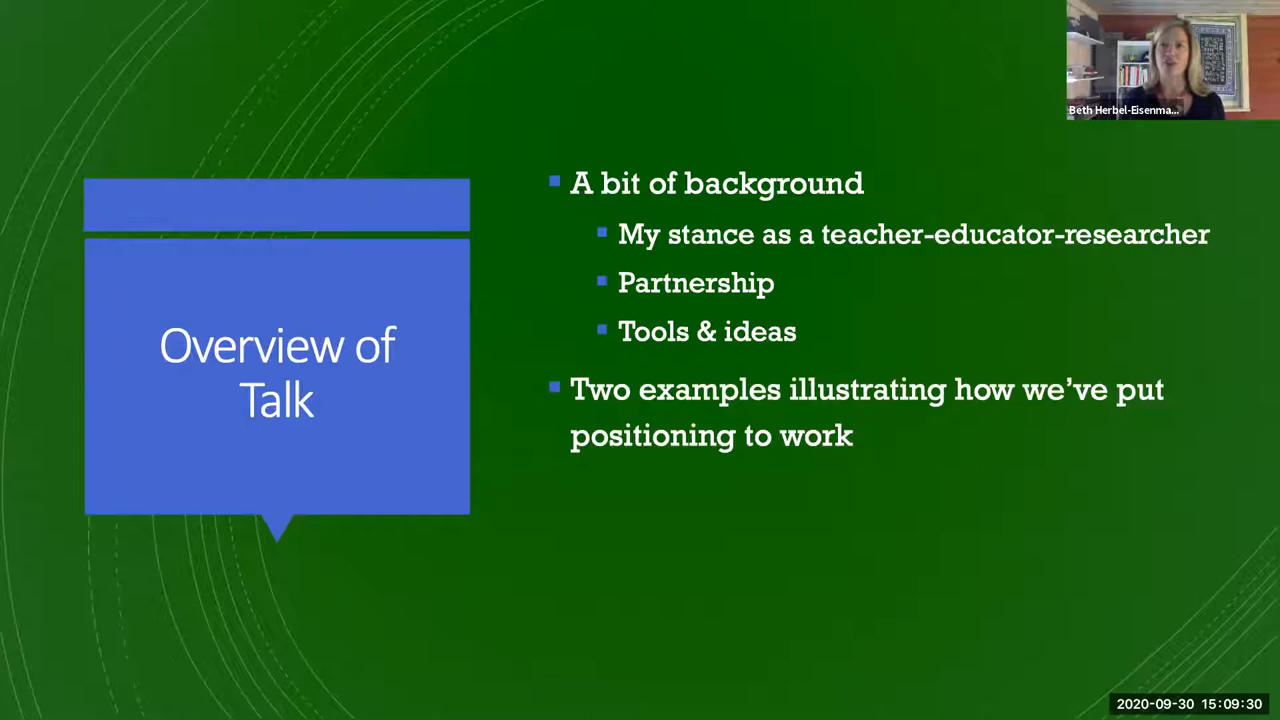 Beth Herbel-Eisenma...
Overview of
Talk
A bit of background
My stance as a teacher-educator-researcher
Partnership
Tools & ideas
Two examples illustrating how we’ve put
positioning to work
2020-09-30 15:09:30